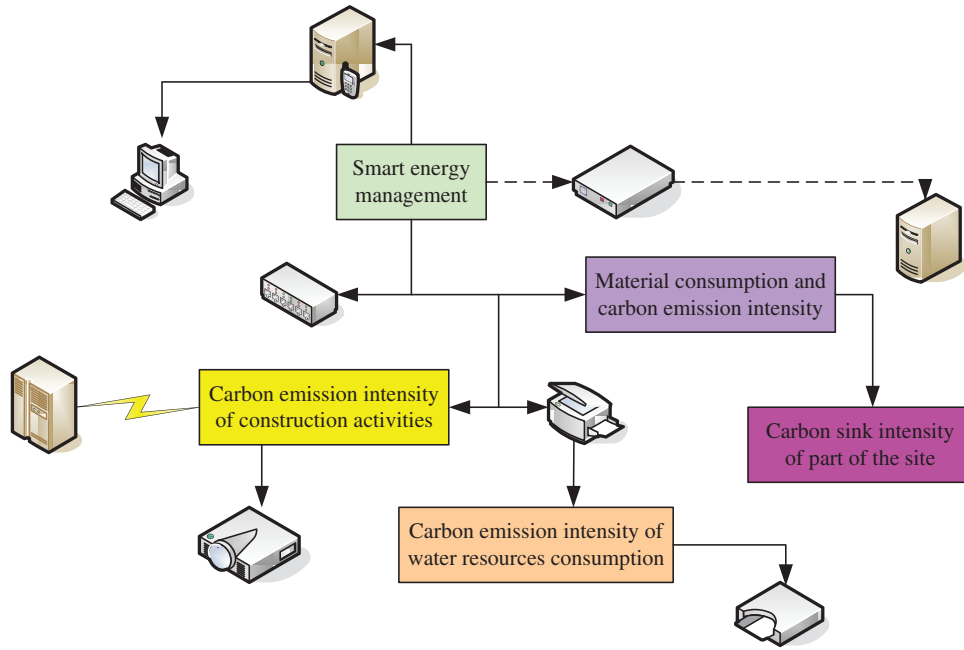 Smart energy
management
Material consumption and
carbon emission intensity
Carbon emission intensity
of construction activities
Carbon sink intensity
of part of the site
Carbon emission intensity of
water resources consumption